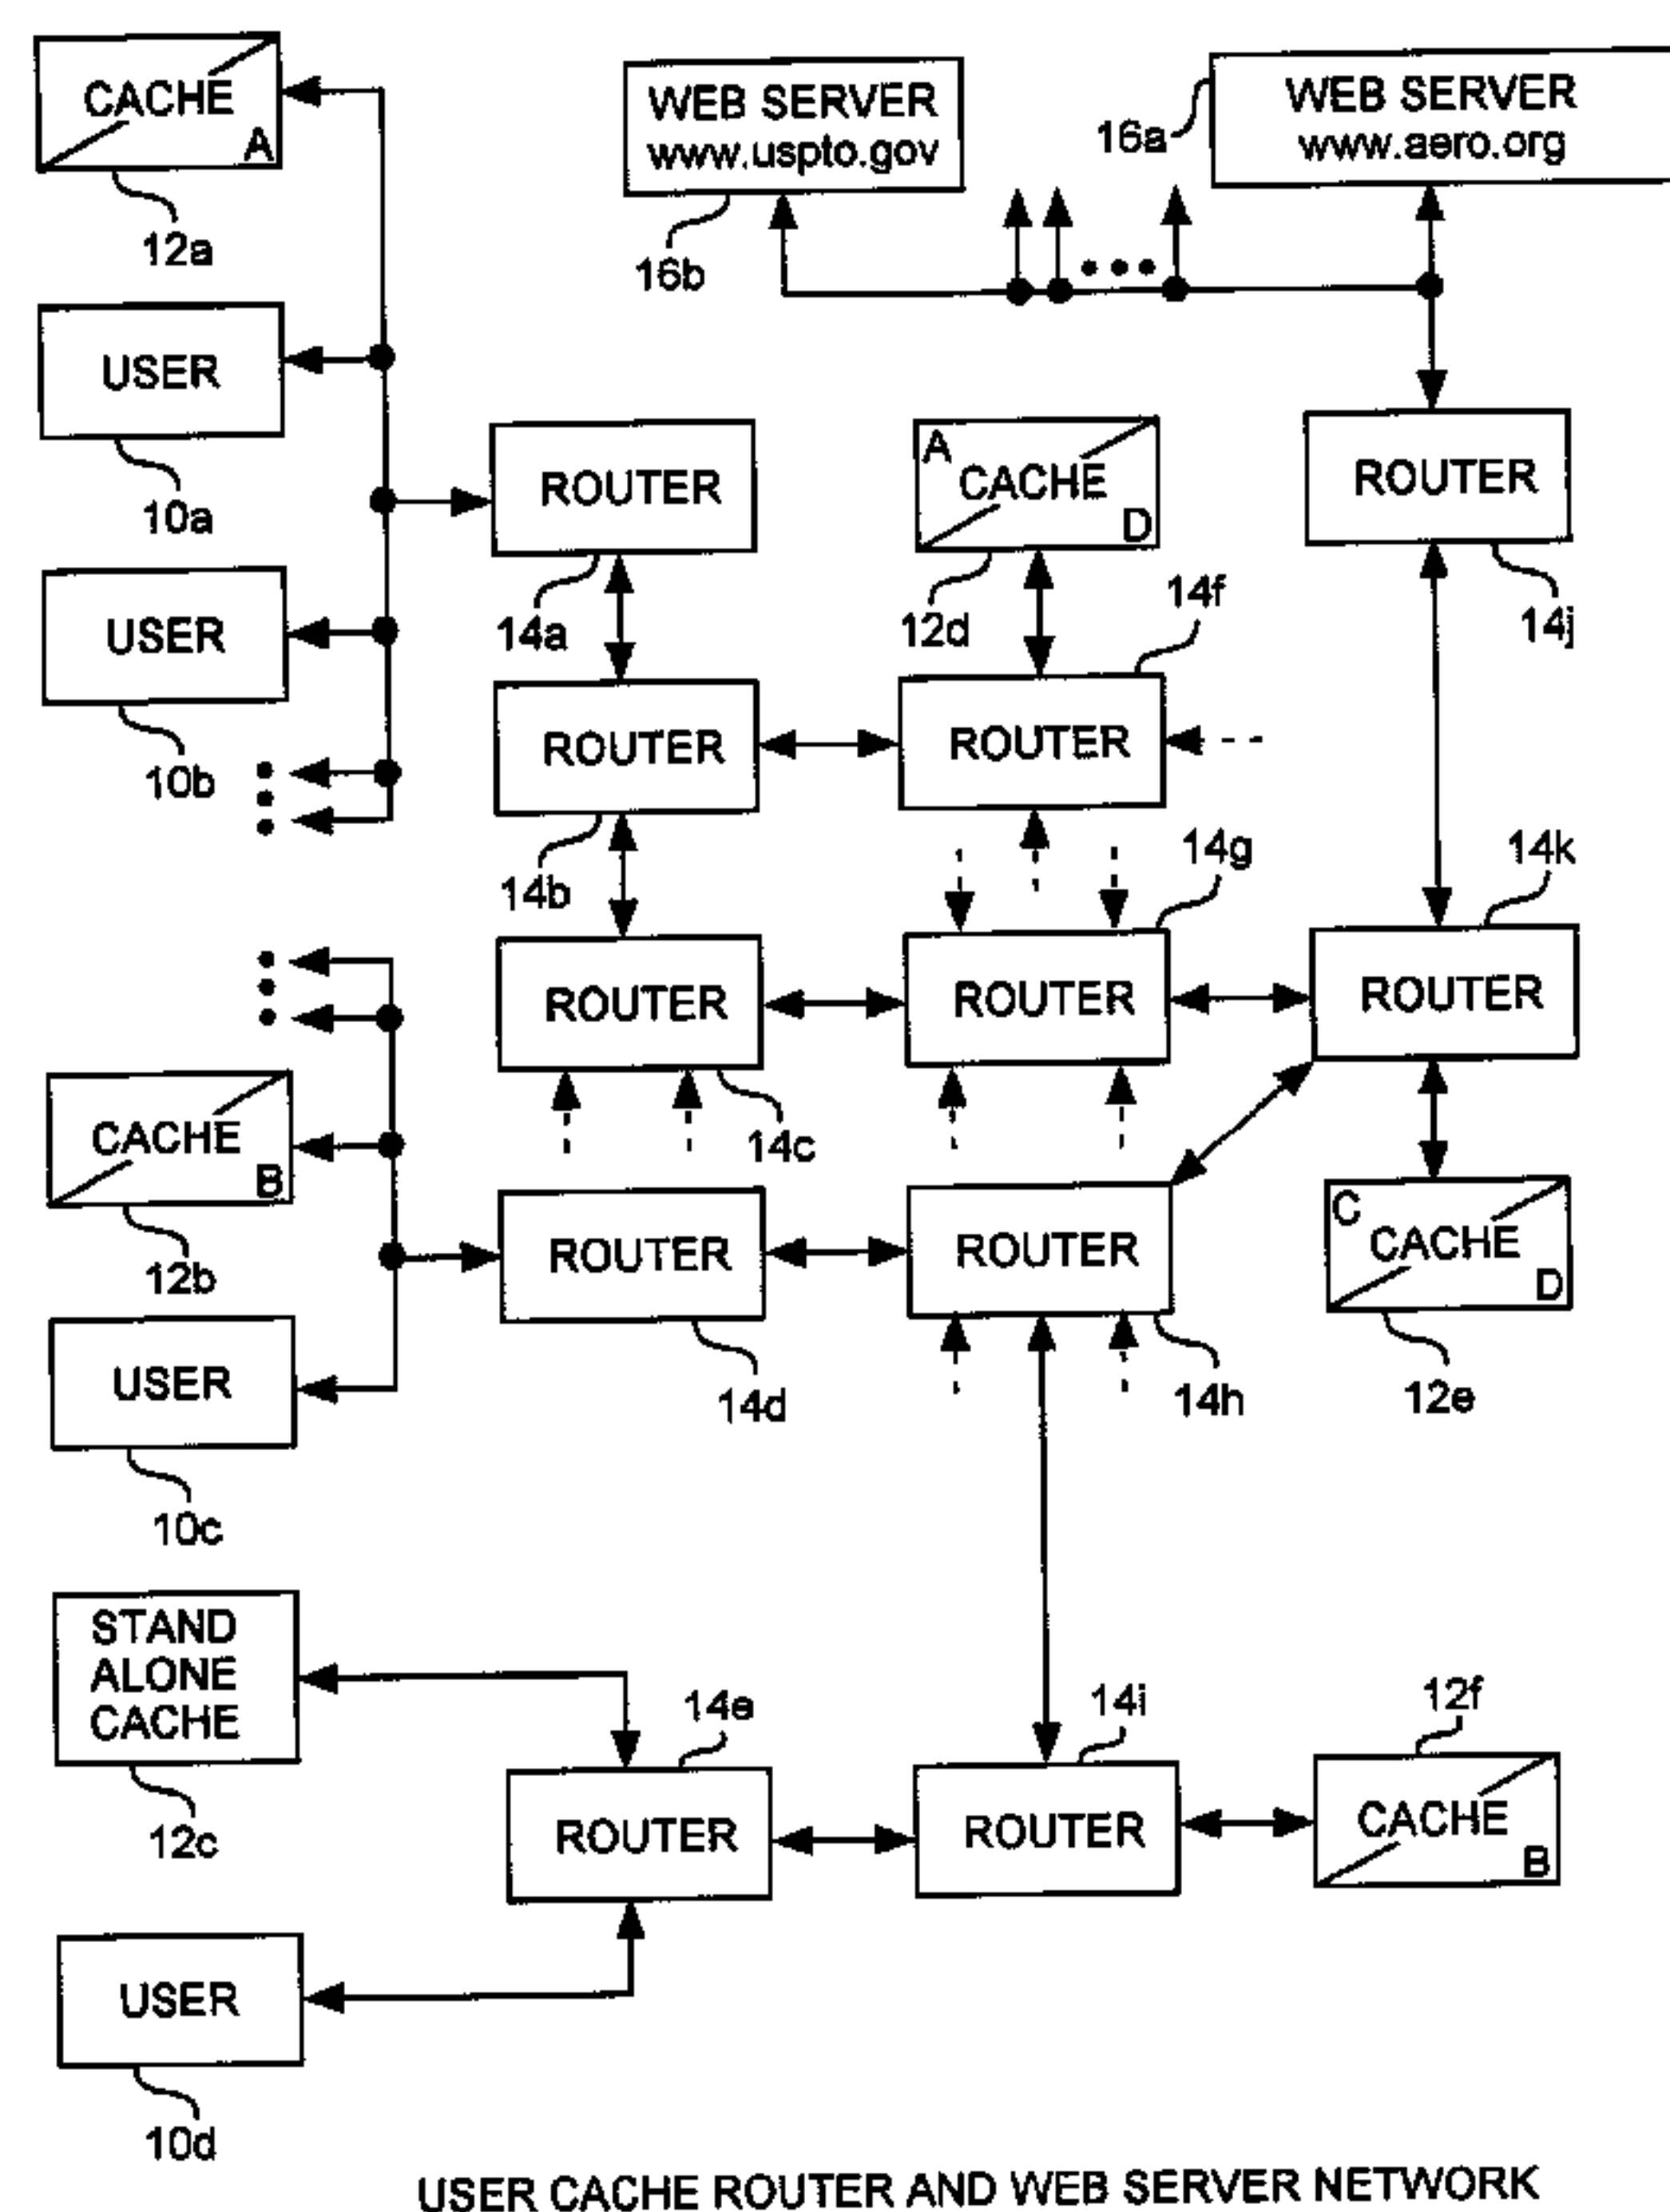 CACHE
A
12a
WEB SERVER
www.uspto.gov
16b
16a
WEB SERVER
www.aero.org
USER
10a
ROUTER
14a
A
CACHE
D
12d
ROUTER
14j
USER
10b
ROUTER
14b
ROUTER
14f
ROUTER
14c
ROUTER
14g
ROUTER
14k
CACHE
B
12b
ROUTER
14d
ROUTER
14h
C
CACHE
D
12e
USER
10c
STAND
ALONE
CACHE
12c
14e
ROUTER
14i
ROUTER
12f
CACHE
B
USER
10d
USER CACHE ROUTER AND WEB SERVER NETWORK